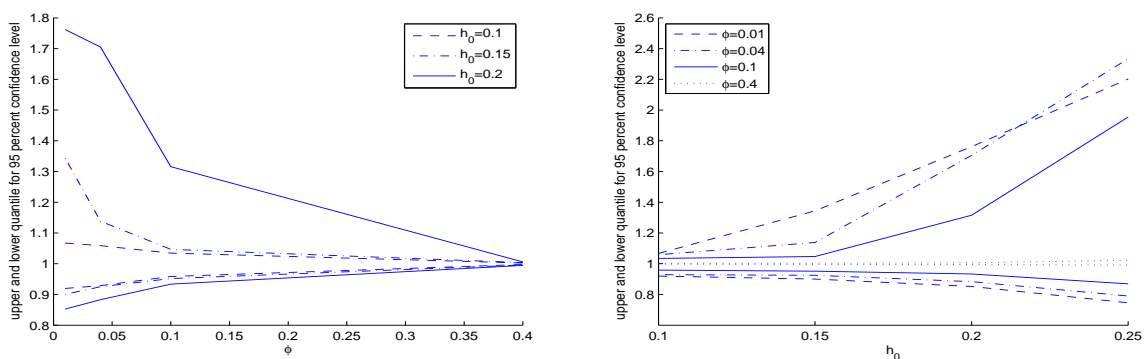 upper and lower quantile for 95 percent confidence level
1.8
1.7
1.6
1.5
1.4
1.3
1.2
1.1
1
0.9
0.8
h_0=0.1
h_0=0.15
h_0=0.2
0 0.05 0.1 0.15 0.2 0.25 0.3 0.35 0.4
ϕ
upper and lower quantile for 95 percent confidence level
2.6
2.4
2.2
2
1.8
1.6
1.4
1.2
1
0.8
0.6
ϕ=0.01
ϕ=0.04
ϕ=0.1
ϕ=0.4
0.1 0.15 0.2 0.25
h_0